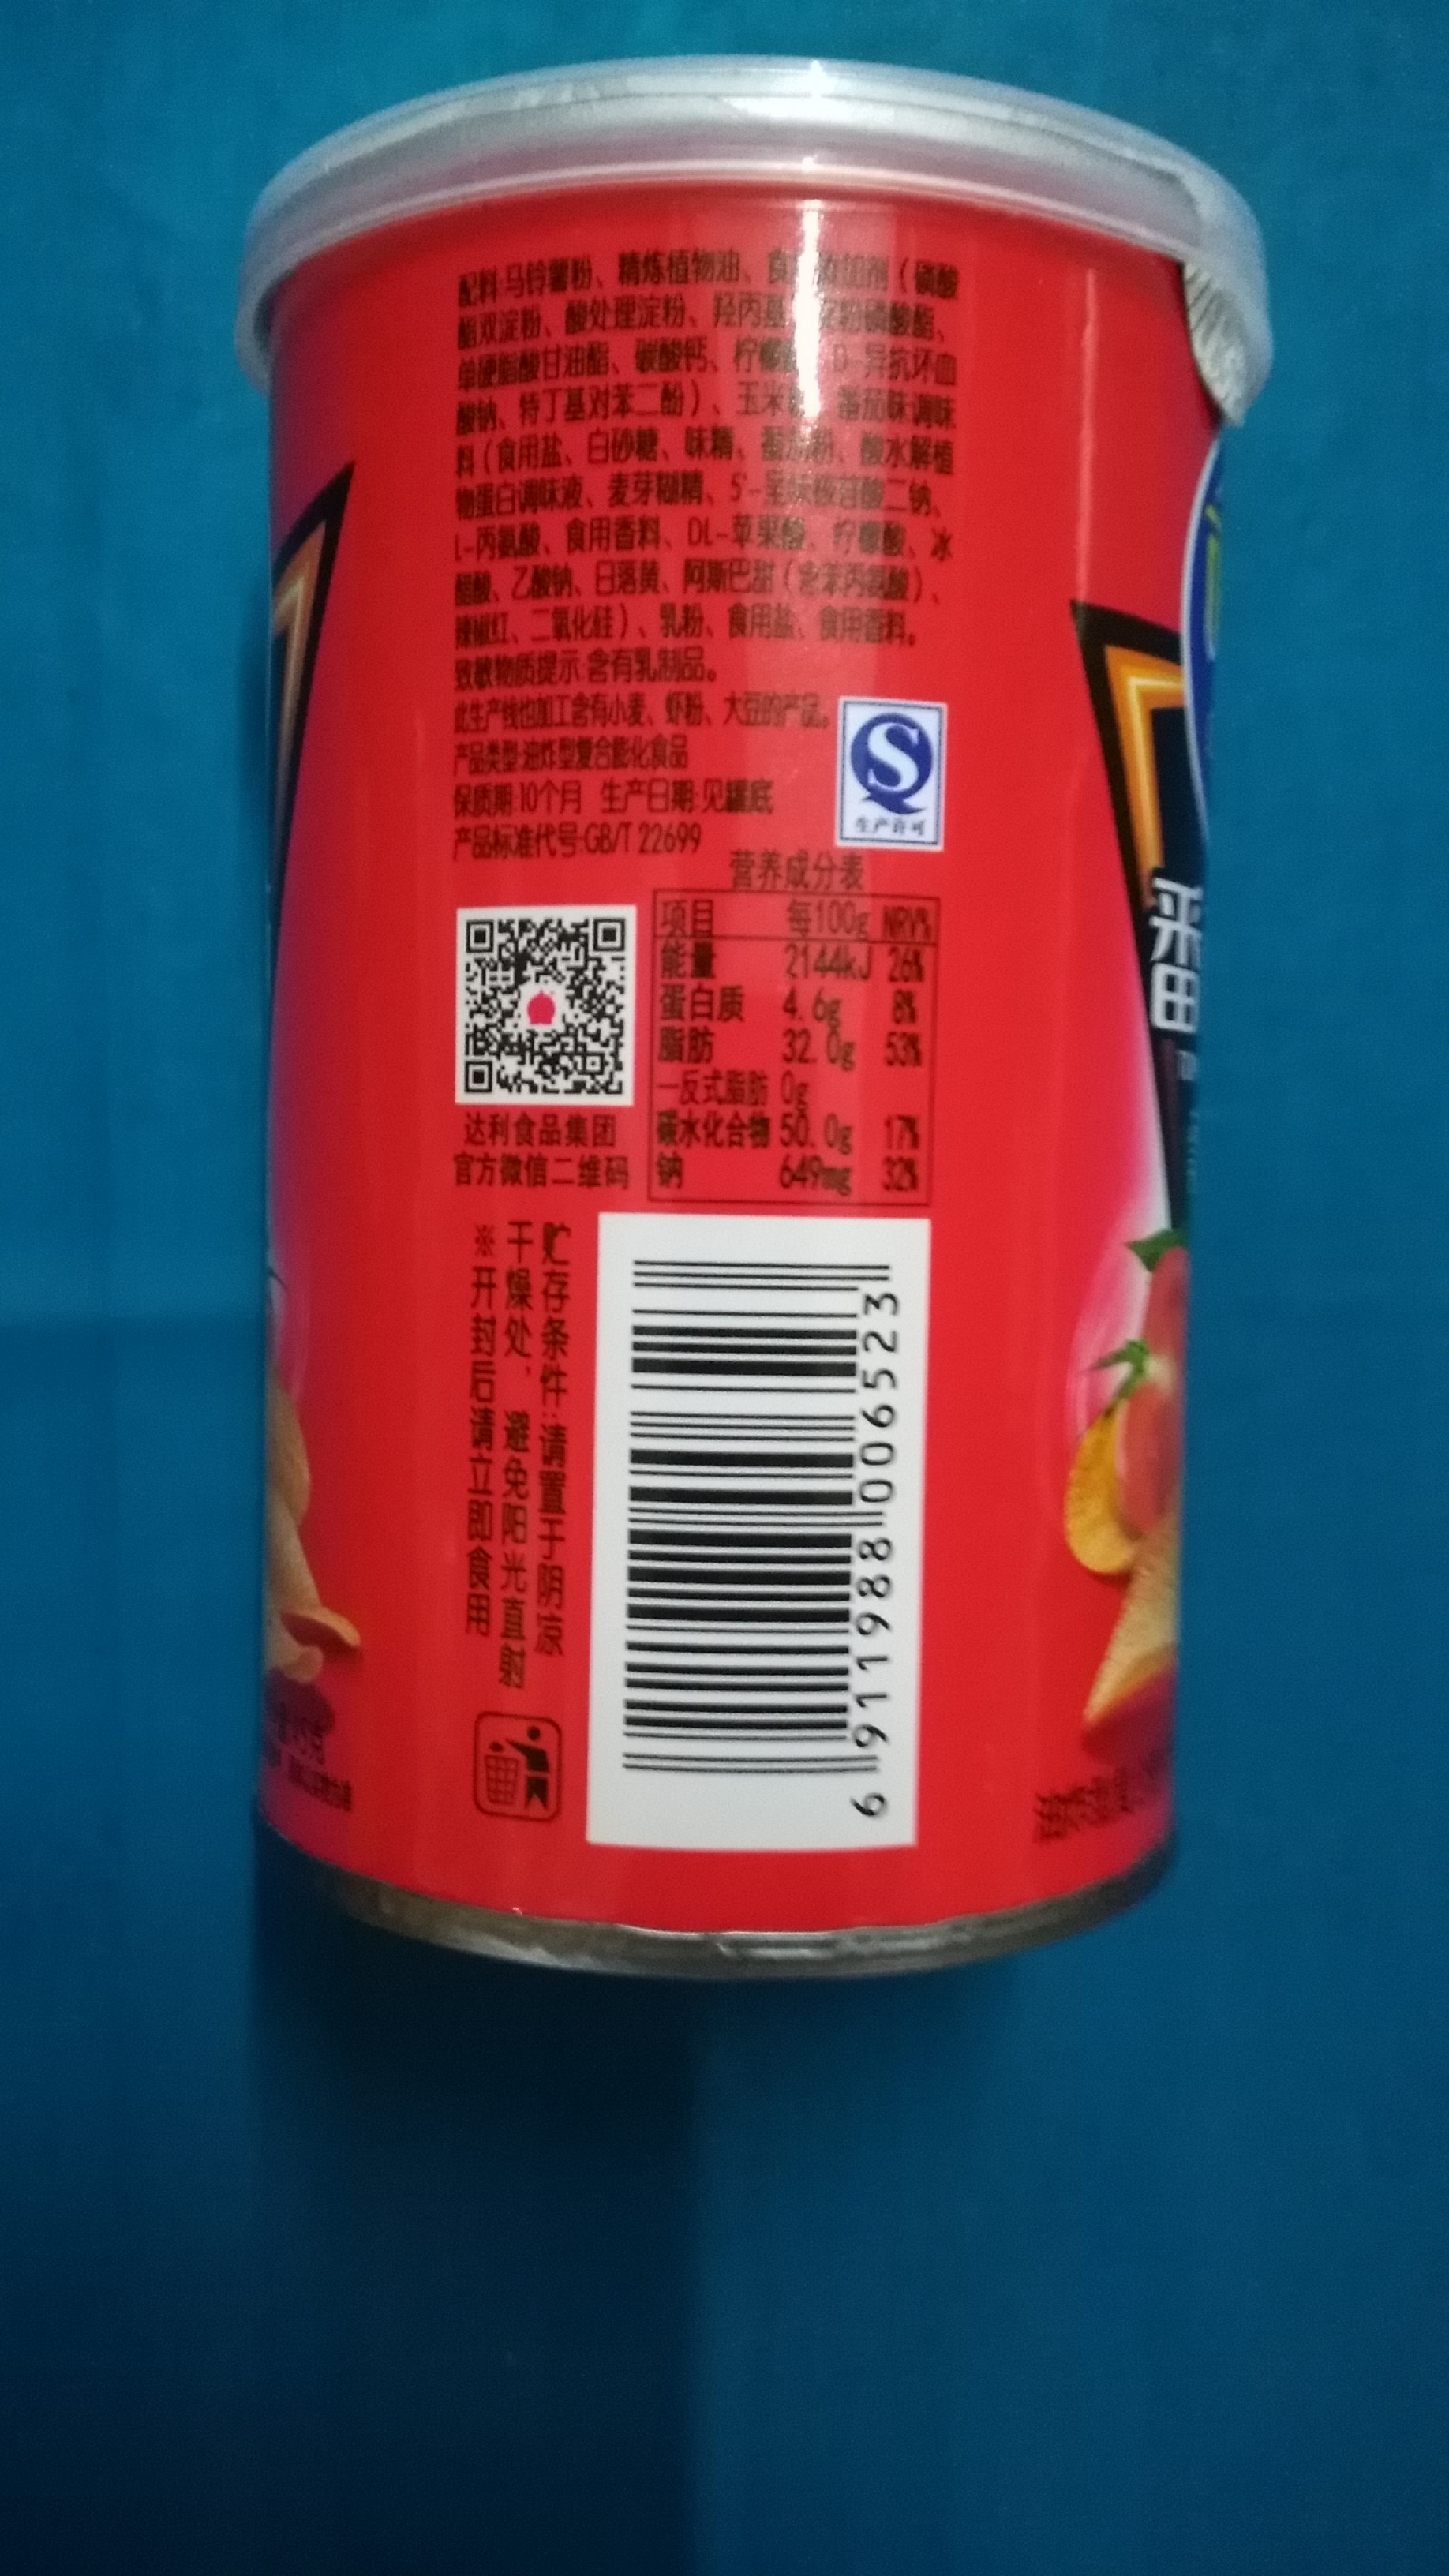 配料:马铃薯粉、精炼植物油、食 添加剂(磷酸
酯双淀粉、酸处理淀粉、羟丙基 淀粉磷酸酯、
单硬脂酸甘油酯、碳酸钙、柠檬 D-异抗坏血
酸钠、特丁基对苯二酚)、玉米 番茄味调味
料(食用盐、白砂糖、味精、番茄粉、酸水解植
物蛋白调味液、麦芽糊精、5'-呈味核苷酸二钠、
L-丙氨酸、食用香料、DL-苹果酸、柠檬酸、冰
醋酸、乙酸钠、日落黄、阿斯巴甜(含苯丙氨酸)、
辣椒红、二氧化硅)、乳粉、食用盐、食用香料。
致敏物质提示:含有乳制品。
此生产线也加工含有小麦、虾粉、大豆的产品。
产品类型:油炸型复合膨化食品
保质期:10个月 生产日期:见罐底
产品标准代号:GB/T 22699
S
生产许可
营养成分表
项目 每100g NRV%
能量 2144kJ 26%
蛋白质 4.6g 8%
脂肪 32.0g 53%
—反式脂肪 0g
碳水化合物 50.0g 17%
钠 649mg 32%
达利食品集团
官方微信二维码
贮存条件:请置于阴凉
干燥处,避免阳光直射
※开封后请立即食用
6 911988 006523
番